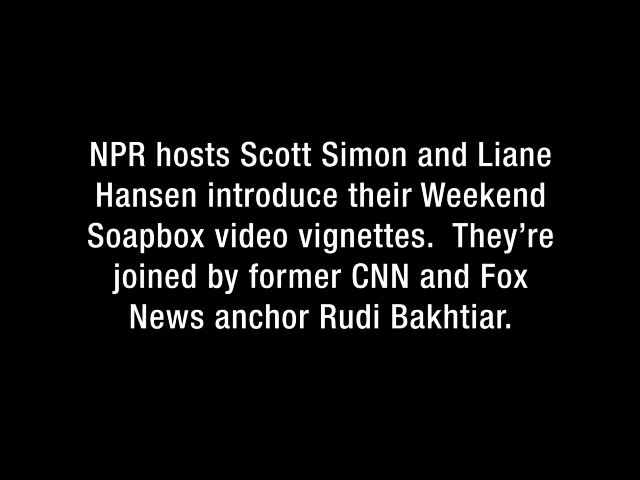 NPR hosts Scott Simon and Liane
Hansen introduce their Weekend
Soapbox video vignettes.  They’re
joined by former CNN and Fox
News anchor Rudi Bakhtiar.